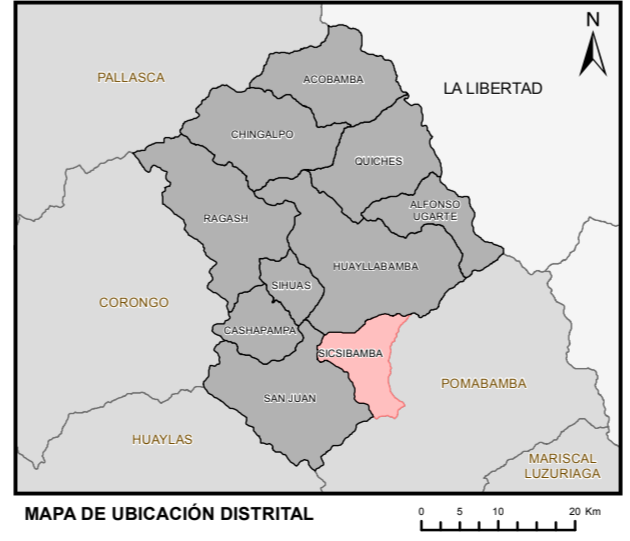 N
PALLASCA
ACOBAMBA
LA LIBERTAD
CHINGALPO
QUICHES
ALFONSO
UGARTE
RAGASH
HUAYLLABAMBA
SIHUAS
CORONGO
CASHAPAMPA
SICSIBAMBA
POMABAMBA
SAN JUAN
HUAYLAS
MARISCAL
LUZURIAGA
MAPA DE UBICACIÓN DISTRITAL
0 5 10 20 Km